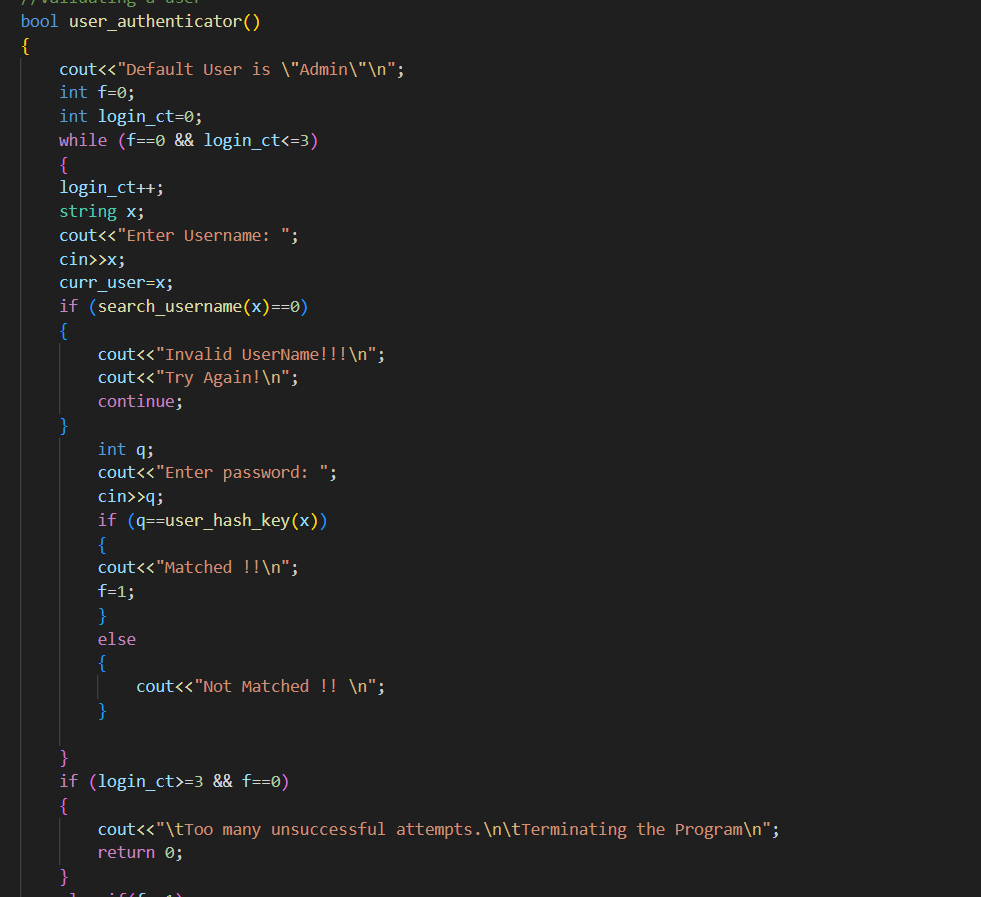 //Validating a user
bool user_authenticator()
{
    cout<<"Default User is \"Admin\"\n";
    int f=0;
    int login_ct=0;
    while (f==0 && login_ct<=3)
    {
    login_ct++;
    string x;
    cout<<"Enter Username: ";
    cin>>x;
    curr_user=x;
    if (search_username(x)==0)
    {
        cout<<"Invalid UserName!!!\n";
        cout<<"Try Again!\n";
        continue;
    }
        int q;
        cout<<"Enter password: ";
        cin>>q;
        if (q==user_hash_key(x))
        {
        cout<<"Matched !!\n";
        f=1;
        }
        else
        {
            cout<<"Not Matched !! \n";
        }

    }
    if (login_ct>=3 && f==0)
    {
        cout<<"\tToo many unsuccessful attempts.\n\tTerminating the Program\n";
        return 0;
    }